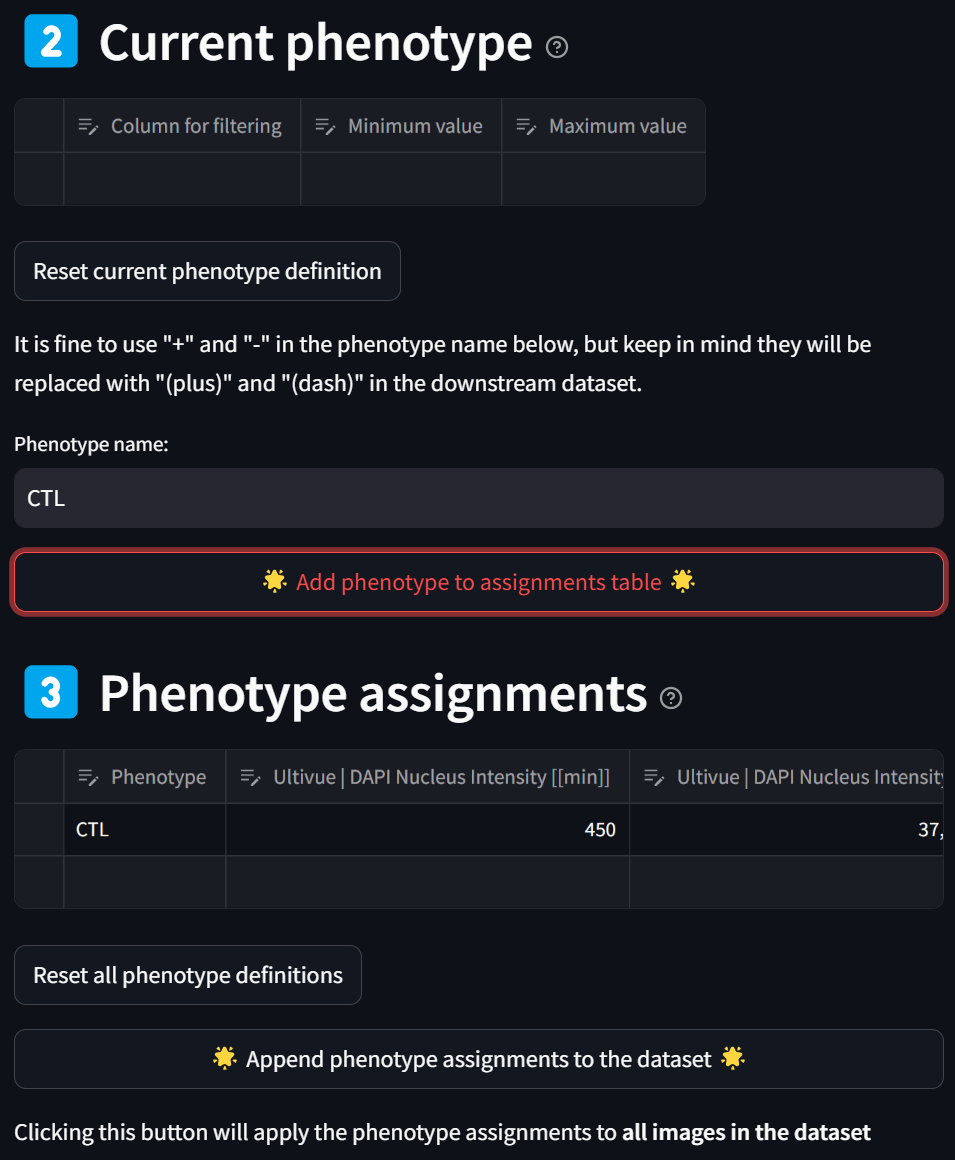 2 Current phenotype ?
Column for filtering Minimum value Maximum value
Reset current phenotype definition
It is fine to use "+" and "-" in the phenotype name below, but keep in mind they will be
replaced with "(plus)" and "(dash)" in the downstream dataset.
Phenotype name:
CTL
🌟 Add phenotype to assignments table 🌟
3 Phenotype assignments ?
Phenotype Ultivue | DAPI Nucleus Intensity [[min]] Ultivue | DAPI Nucleus Intensity
CTL 450 37,
Reset all phenotype definitions
🌟 Append phenotype assignments to the dataset 🌟
Clicking this button will apply the phenotype assignments to all images in the dataset